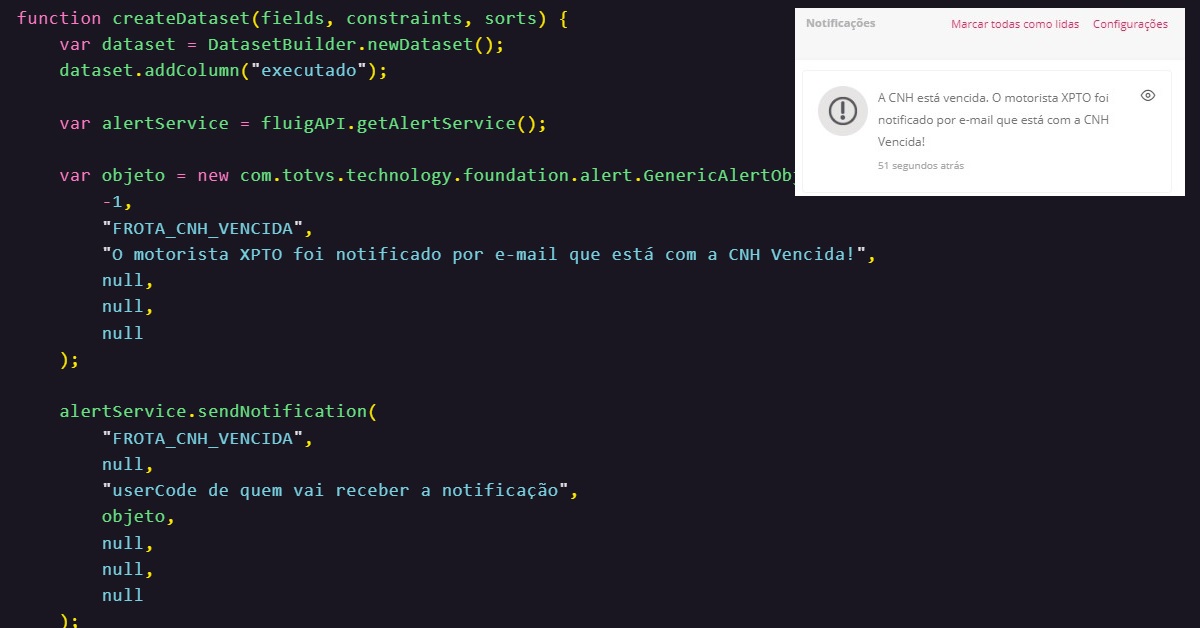 function createDataset(fields, constraints, sorts) {
var dataset = DatasetBuilder.newDataset();
dataset.addColumn("executado");
var alertService = fluigAPI.getAlertService();
var objeto = new com.totvs.technology.foundation.alert.GenericAlertOb
-1,
"FROTA_CNH_VENCIDA",
"O motorista XPTO foi notificado por e-mail que está com a CNH Vencida!",
null,
null,
null
);
alertService.sendNotification(
"FROTA_CNH_VENCIDA",
null,
"userCode de quem vai receber a notificação",
objeto,
null,
null,
null
);
Notificações Marcar todas como lidas Configurações
A CNH está vencida. O motorista XPTO foi
notificado por e-mail que está com a CNH
Vencida!
51 segundos atrás